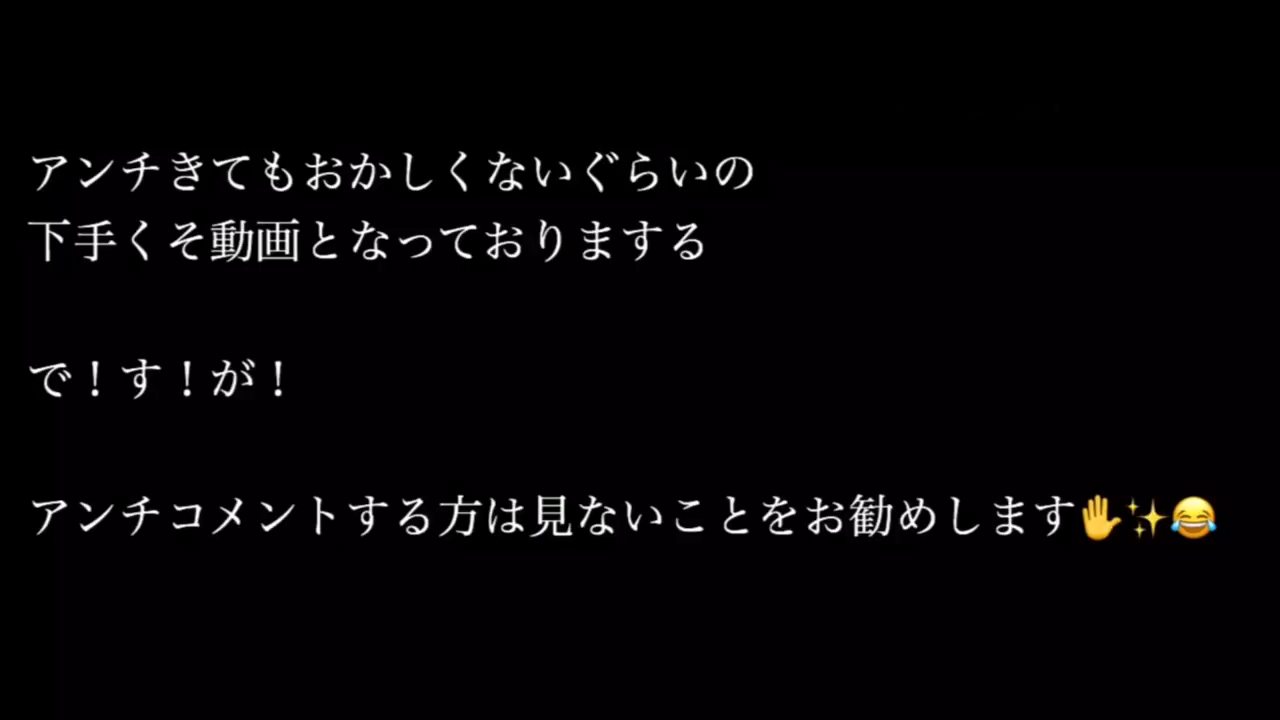 アンチきてもおかしくないぐらいの
下手くそ動画となっておりまする
で！す！が！
アンチコメントする方は見ないことをお勧めします✋✨😂